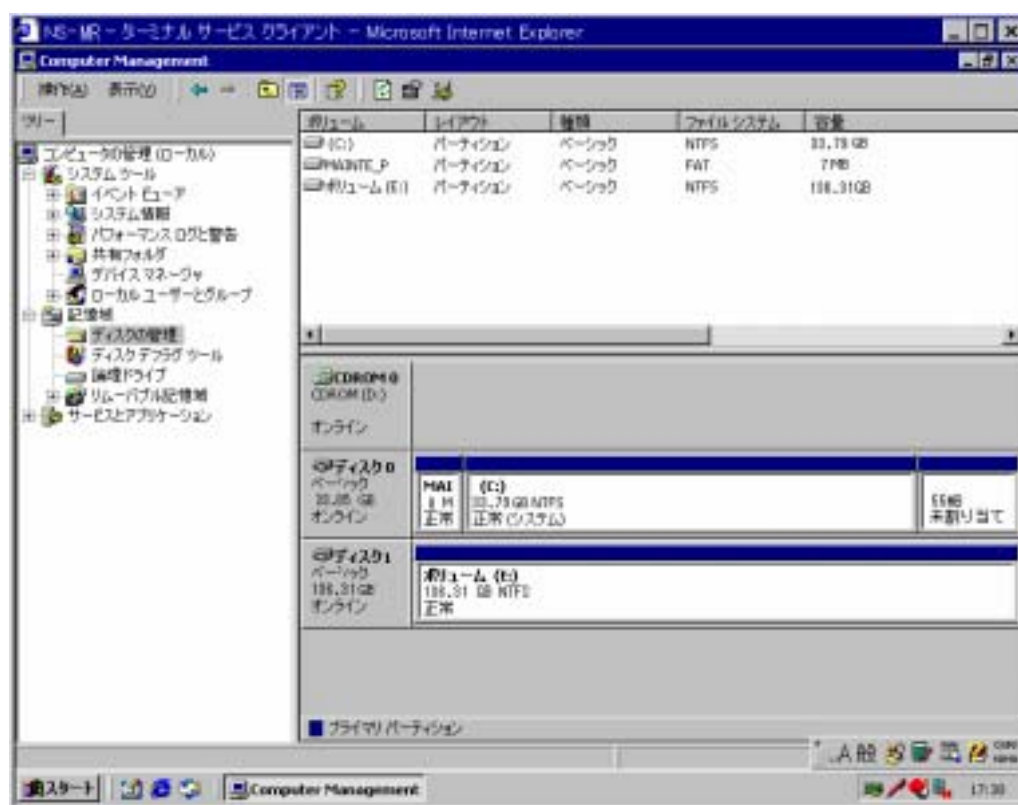 NS-MR - ターミナル サービス クライアント - Microsoft Internet Explorer
Computer Management
操作(A) 表示(V)
ツリー
コンピュータの管理 (ローカル)
システム ツール
イベント ビューア
システム情報
パフォーマンス ログと警告
共有フォルダ
デバイス マネージャ
ローカル ユーザーとグループ
記憶域
ディスクの管理
ディスク デフラグ ツール
論理ドライブ
リムーバブル記憶域
サービスとアプリケーション
ボリューム レイアウト 種類 ファイル システム 容量
(C:) パーティション ベーシック NTFS 33.79 GB
MAINTE_P パーティション ベーシック FAT 7 MB
ボリューム (E:) パーティション ベーシック NTFS 中
CDROM 0
CDROM (D:)
オンライン
ディスク 0
ベーシック
GB
オンライン
MAI
8 M
正常
(C:)
33.79 GB NTFS
正常 (システム)
55MB
未割り当て
ディスク 1
ベーシック
GB
オンライン
ボリューム (E:)
GB NTFS
正常
プライマリ パーティション
A 般
スタート
Computer Management
17:38